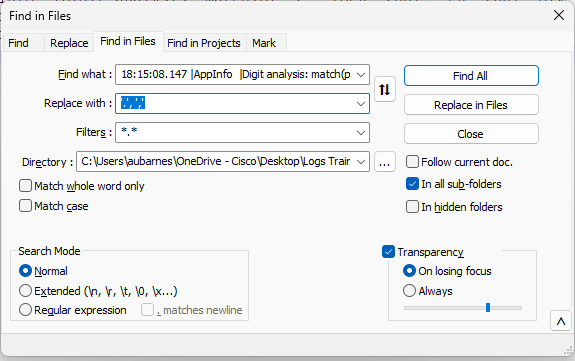 Find in Files
Find
Replace
Find in Files
Find in Projects
Mark
Find what : 18:15:08.147 |AppInfo |Digit analysis: match(p
Find All
Replace with :
Replace in Files
Filters : *.*
Close
Directory : C:\Users\aubarnes\OneDrive - Cisco\Desktop\Logs Trair
...
Follow current doc.
Match whole word only
In all sub-folders
Match case
In hidden folders
Search Mode
Transparency
Normal
On losing focus
Extended (\n, \r, \t, \0, \x...)
Always
Regular expression
. matches newline